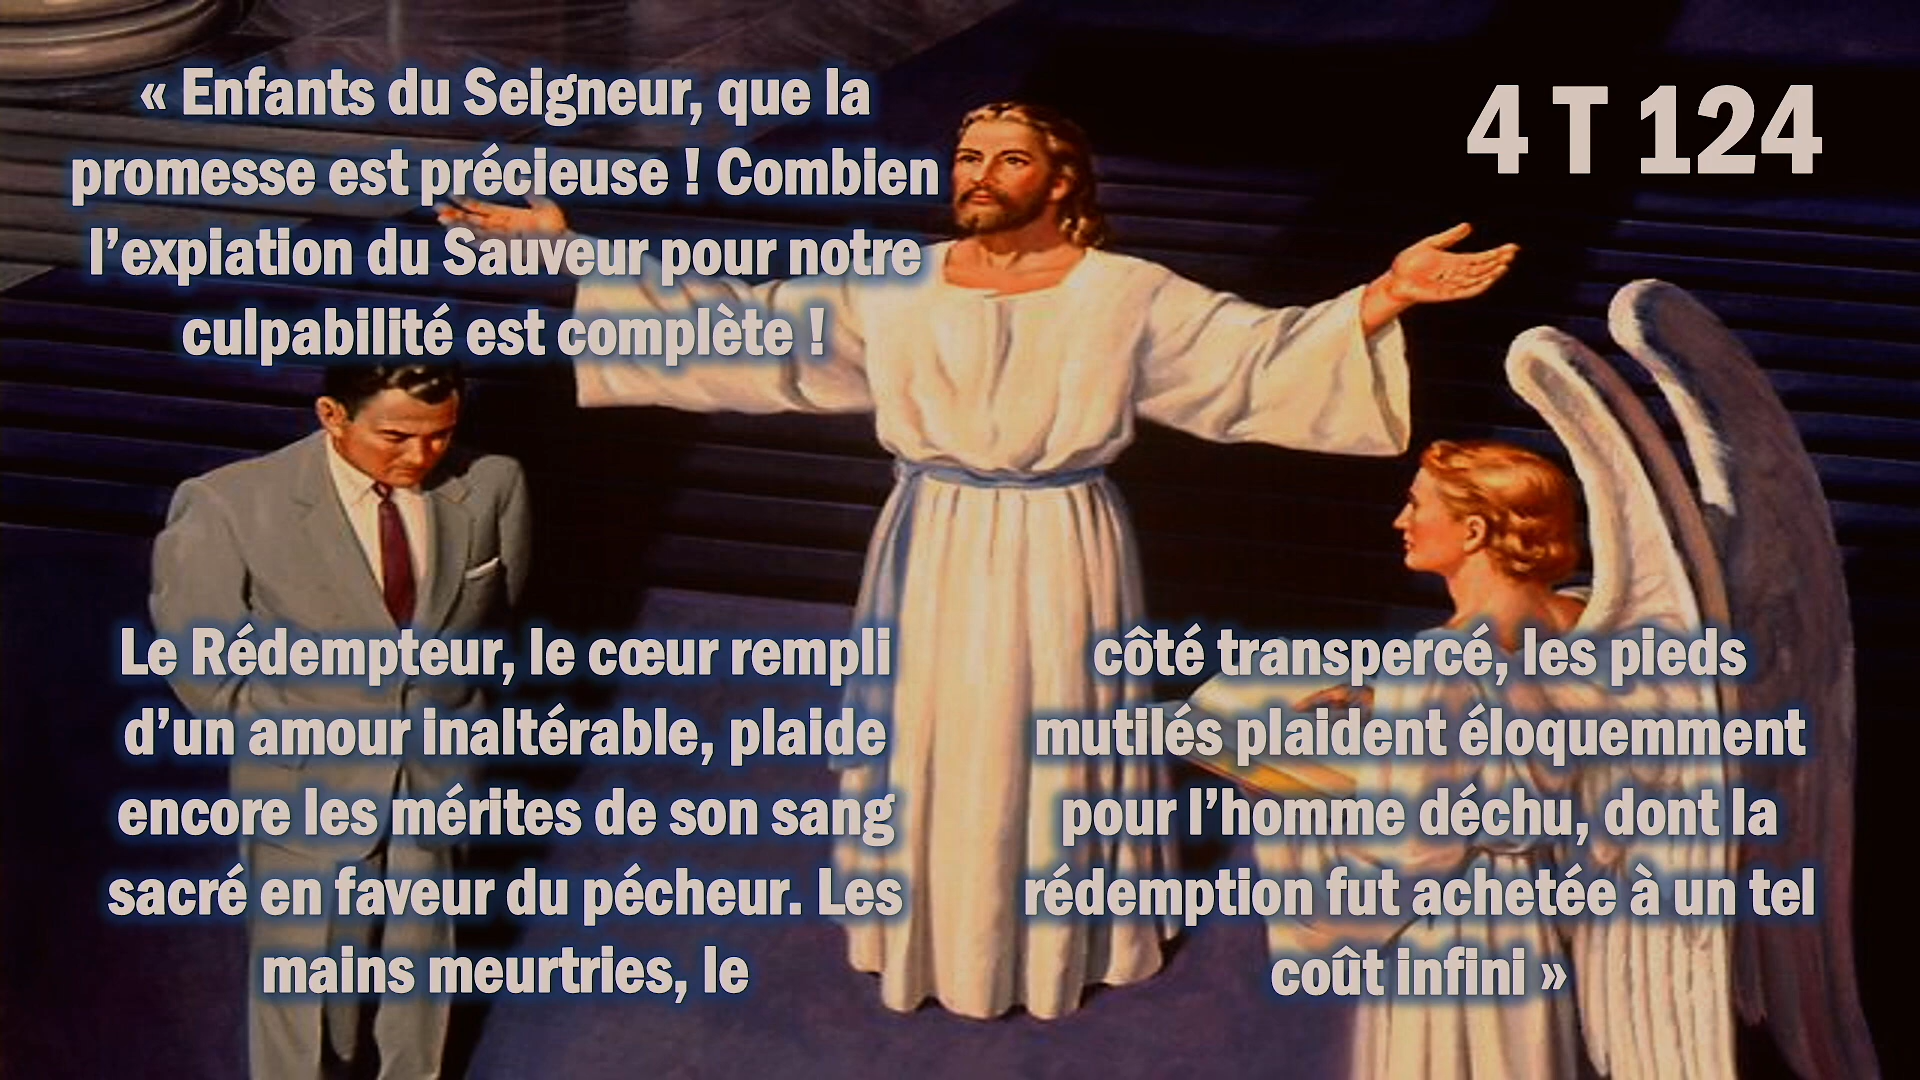 « Enfants du Seigneur, que la
promesse est précieuse ! Combien
l’expiation du Sauveur pour notre
culpabilité est complète !
4 T 124
Le Rédempteur, le cœur rempli
d’un amour inaltérable, plaide
encore les mérites de son sang
sacré en faveur du pécheur. Les
mains meurtries, le
côté transpercé, les pieds
mutilés plaident éloquemment
pour l’homme déchu, dont la
rédemption fut achetée à un tel
coût infini »